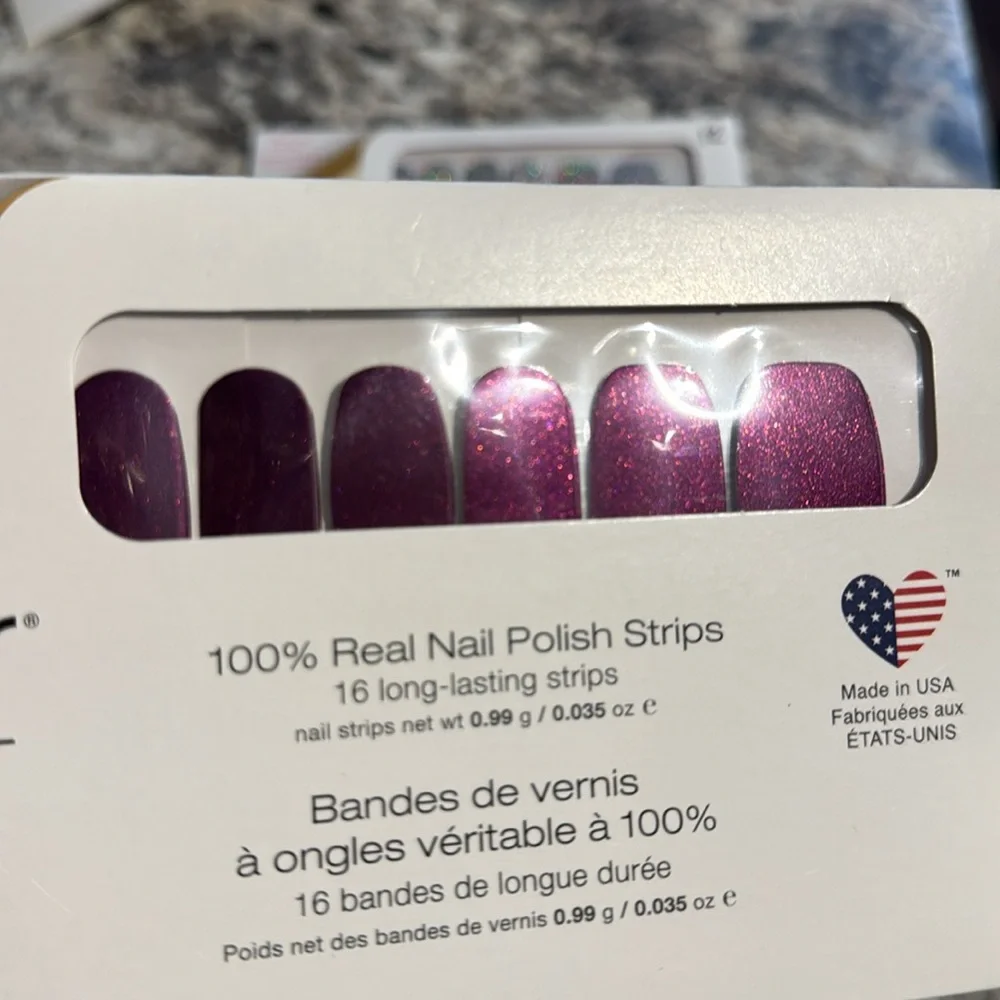 100% Real Nail Polish Strips
16 long-lasting strips
nail strips net wt 0.99 g / 0.035 oz e
Bandes de vernis
à ongles véritable à 100%
16 bandes de longue durée
Poids net des bandes de vernis 0.99 g / 0.035 oz e
®
™
Made in USA
Fabriquées aux
ÉTATS-UNIS